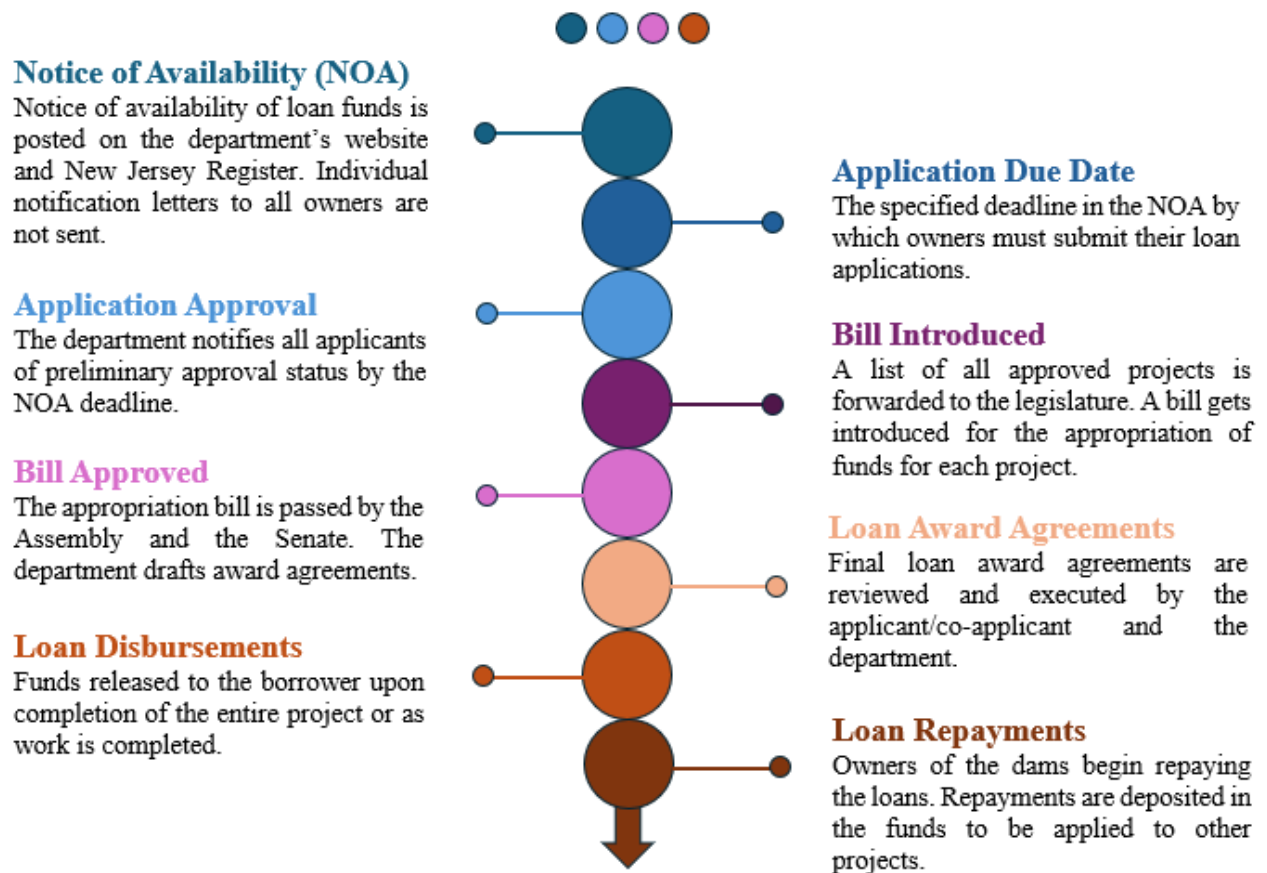 Notice of Availability (NOA)
Notice of availability of loan funds is
posted on the department's website
and New Jersey Register. Individual
notification letters to all owners are
not sent.
Application Due Date
The specified deadline in the NOA by
which owners must submit their loan
applications.
Application Approval
The department notifies all applicants
of preliminary approval status by the
NOA deadline.
Bill Introduced
A list of all approved projects is
forwarded to the legislature. A bill gets
introduced for the appropriation of
funds for each project.
Bill Approved
The appropriation bill is passed by the
Assembly and the Senate. The
department drafts award agreements.
Loan Award Agreements
Final loan award agreements are
reviewed and executed by the
applicant/co-applicant and the
department.
Loan Disbursements
Funds released to the borrower upon
completion of the entire project or as
work is completed.
Loan Repayments
Owners of the dams begin repaying
the loans. Repayments are deposited in
the funds to be applied to other
projects.